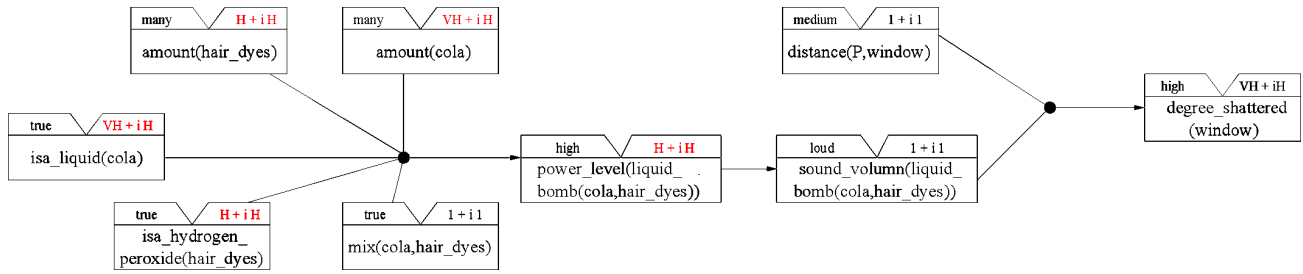 many H + i H
amount(hair_dyes)
many VH + i H
amount(cola)
true VH + i H
isa_liquid(cola)
true H + i H
isa_hydrogen_
peroxide(hair_dyes)
true 1 + i 1
mix(cola,hair_dyes)
high H + i H
power_level(liquid_
bomb(cola,hair_dyes))
medium 1 + i 1
distance(P,window)
loud 1 + i 1
sound_volumn(liquid_
bomb(cola,hair_dyes))
high VH + iH
degree_shattered
(window)